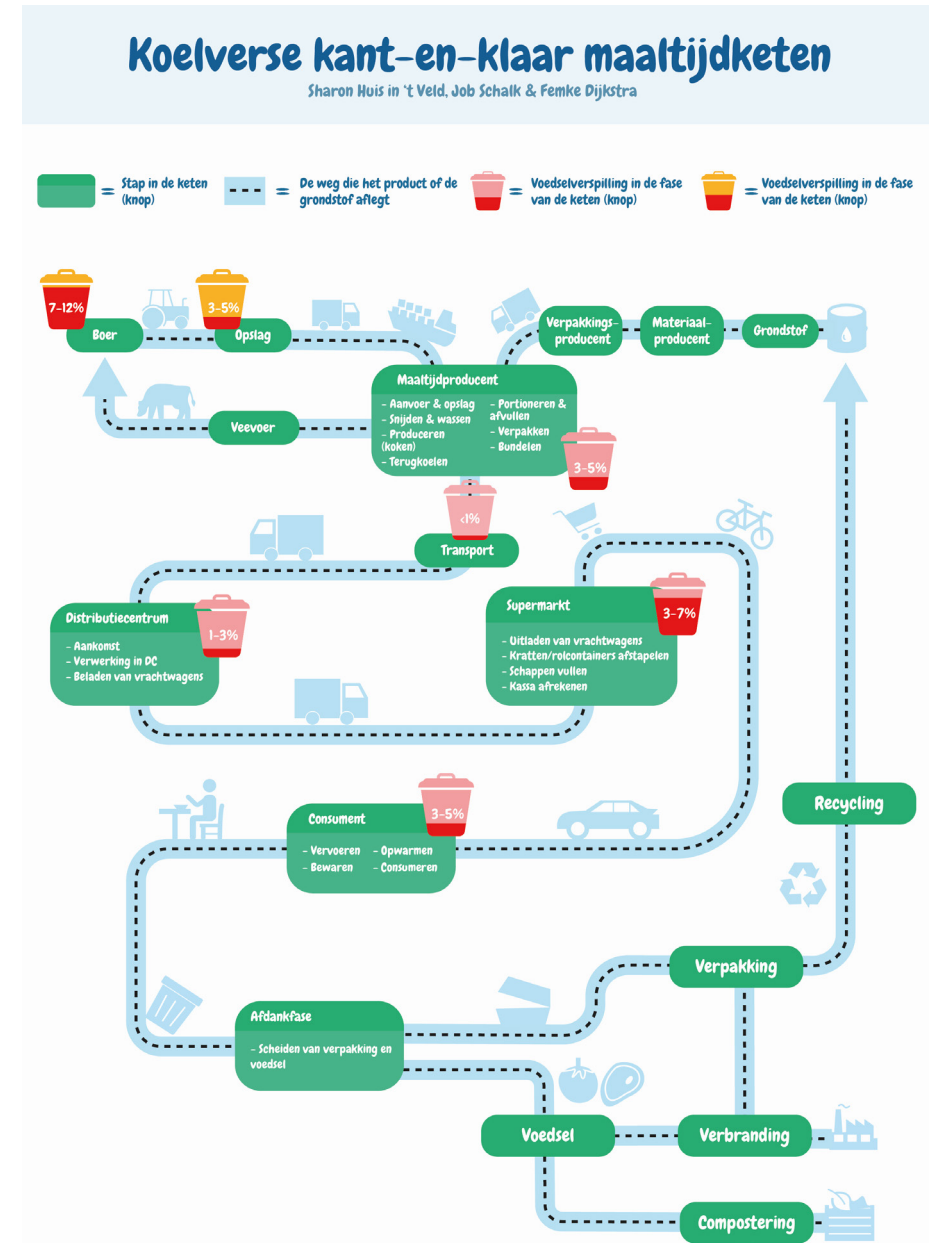 Koelverse kant-en-klaar maaltijdketen
Sharon Huis in 't Veld, Job Schalk & Femke Dijkstra
= Stap in de keten
(knop)
= De weg die het product of de
grondstof aflegt
= Voedselverspilling in de fase
van de keten (knop)
= Voedselverspilling in de fase
van de keten (knop)
7-12%
Boer
3-5%
Opslag
Verpakkings-
producent
Materiaal-
producent
Grondstof
Maaltijdproducent
- Aanvoer & opslag
- Snijden & wassen
- Produceren
(koken)
- Terugkoelen
- Portioneren &
afvullen
- Verpakken
- Bundelen
3-5%
Veevoer
<1%
Transport
Distributiecentrum
- Aankomst
- Verwerking in DC
- Beladen van vrachtwagens
1-3%
Supermarkt
- Uitladen van vrachtwagens
- Kratten/rolcontainers afstapelen
- Schappen vullen
- Kassa afrekenen
3-7%
Recycling
Consument
- Vervoeren
- Bewaren
- Opwarmen
- Consumeren
3-5%
Verpakking
Afdankfase
- Scheiden van verpakking en
voedsel
Voedsel
Verbranding
Compostering